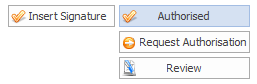 Insert Signature
Authorised
Request Authorisation
Review